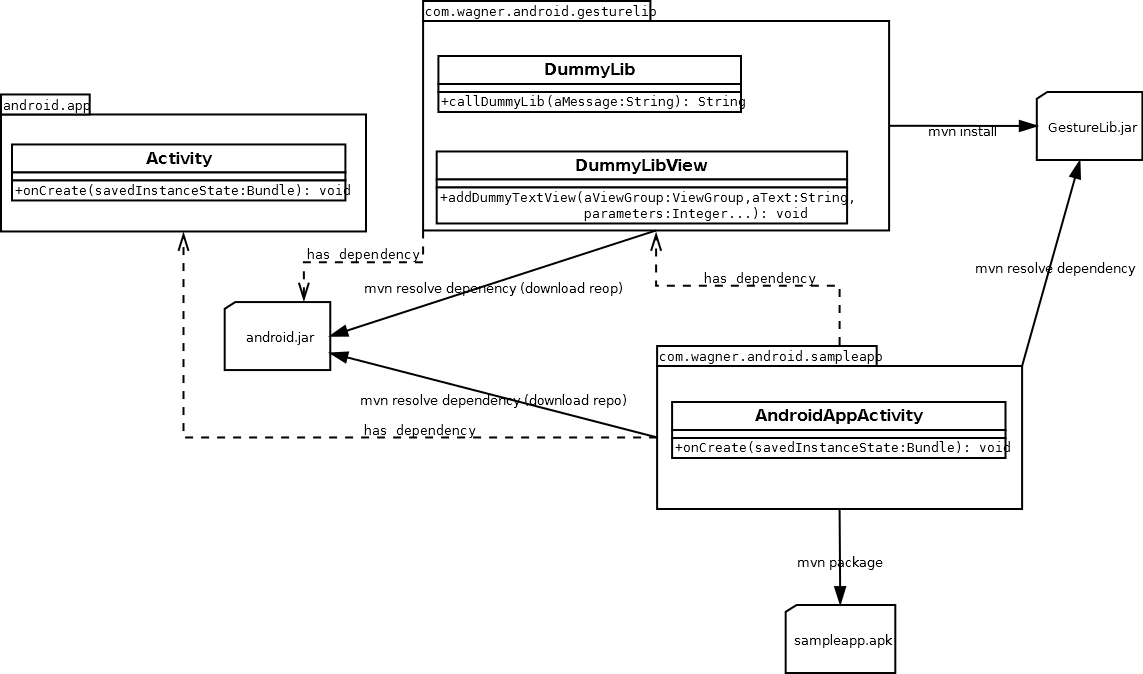 com.wagner.android.gesturelib
DummyLib
+callDummyLib(aMessage:String): String
android.app
Activity
+onCreate(savedInstanceState:Bundle): void
mvn install
GestureLib.jar
DummyLibView
+addDummyTextView(aViewGroup:ViewGroup,aText:String,
parameters:Integer...): void
has dependency
mvn resolve depenency (download reop)
has dependency
mvn resolve dependency
android.jar
com.wagner.android.sampleapp
mvn resolve dependency (download repo)
has dependency
AndroidAppActivity
+onCreate(savedInstanceState:Bundle): void
mvn package
sampleapp.apk